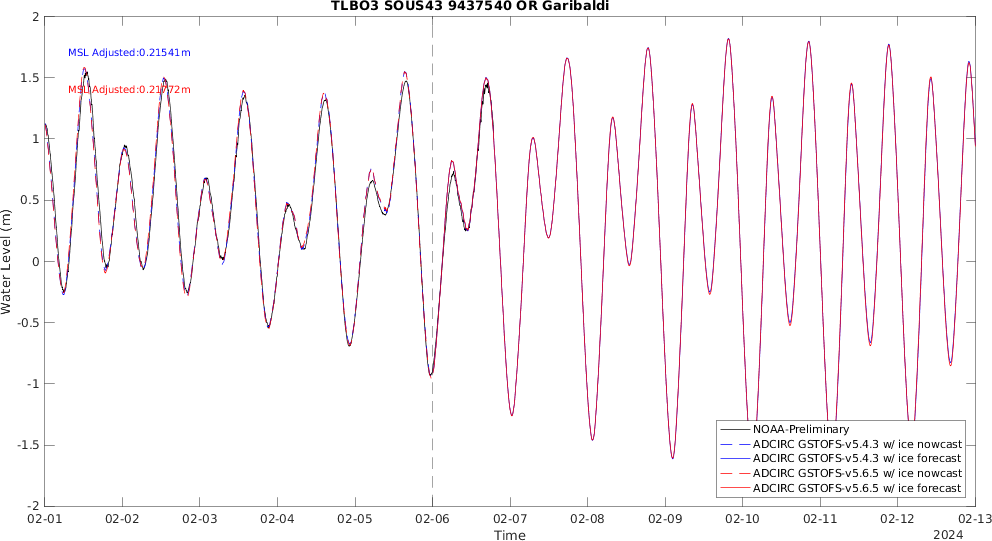 TLBO3 SOUS43 9437540 OR Garibaldi
MSL Adjusted:0.21541m
MSL Adjusted:0.21772m
Water Level (m)
2
1.5
1
0.5
0
-0.5
-1
-1.5
-2
NOAA-Preliminary
ADCIRC GSTOFS-v5.4.3 w/ ice nowcast
ADCIRC GSTOFS-v5.4.3 w/ ice forecast
ADCIRC GSTOFS-v5.6.5 w/ ice nowcast
ADCIRC GSTOFS-v5.6.5 w/ ice forecast
02-01 02-02 02-03 02-04 02-05 02-06 02-07 02-08 02-09 02-10 02-11 02-12 02-13
Time
2024